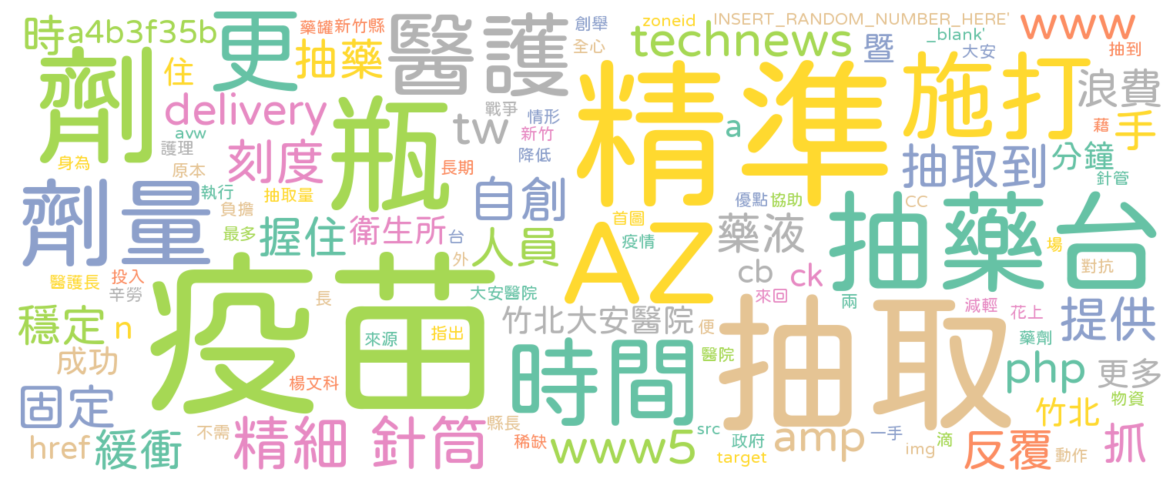 時
a4b3f35b
更
藥罐
新竹縣
醫護
創舉
全心
zoneid
INSERT_RANDOM_NUMBER_HERE'
www
technews
_blank'
暨
大安
抽到
劑
住
抽藥
精準
施打
浪費
delivery
瓶
戰爭
情形
tw
新竹
a
藉
手
avw
護理
身為
原本
刻度
長期
降低
抽取到
分鐘
針管
劑量
執行
抽取量
自創
優點
協助
CC
負擔
首圖
最多
握住
衛生所
台
人員
疫情
AZ
藥液
抽藥台
外
場
醫護長
投入
辛勞
疫苗
長
大安醫院
cb
ck
來回
對抗
兩
減輕
花上
提供
穩定
n
來源
指出
竹北大安醫院
便
抽取
藥劑
成功
時間
醫院
php
更多
楊文科
物資
固定
竹北
href
緩衝
不需
精細
針筒
縣長
稀缺
www5
src
政府
target
amp
一手
img
滴
反覆
動作
抓